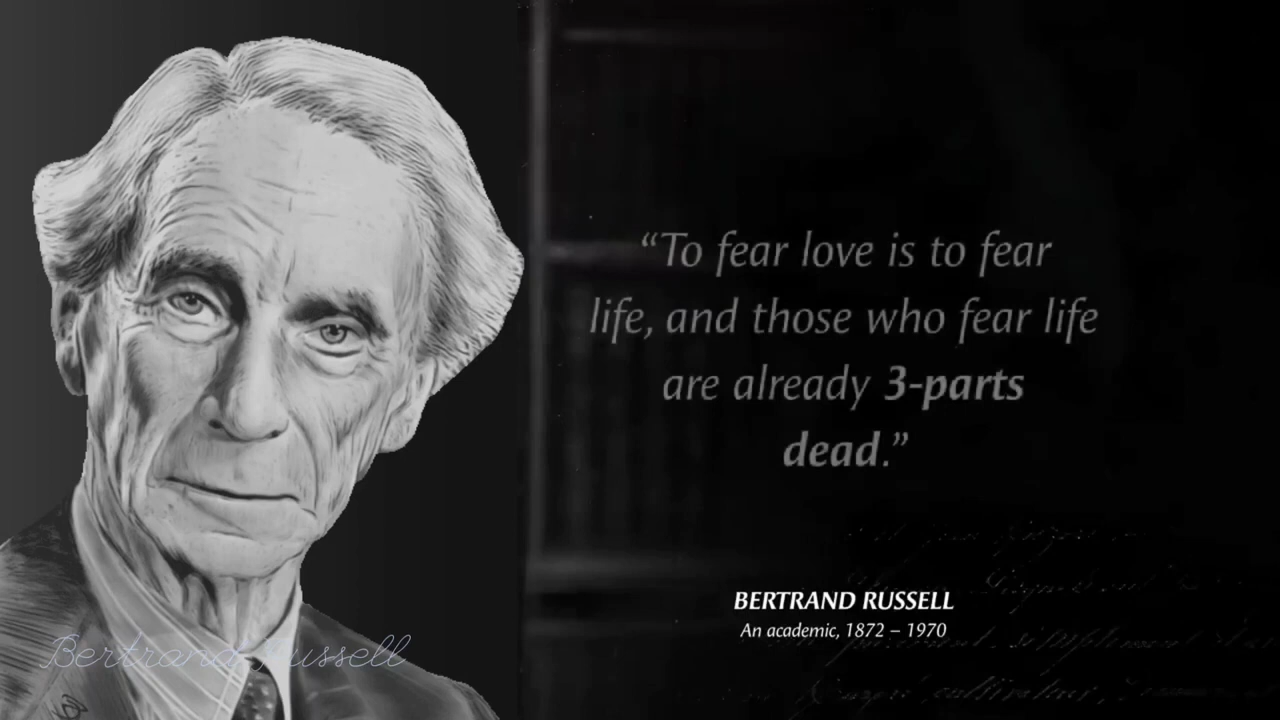 “To fear love is to fear
life, and those who fear life
are already 3-parts
dead.”
BERTRAND RUSSELL
An academic, 1872 – 1970
Bertrand Russell